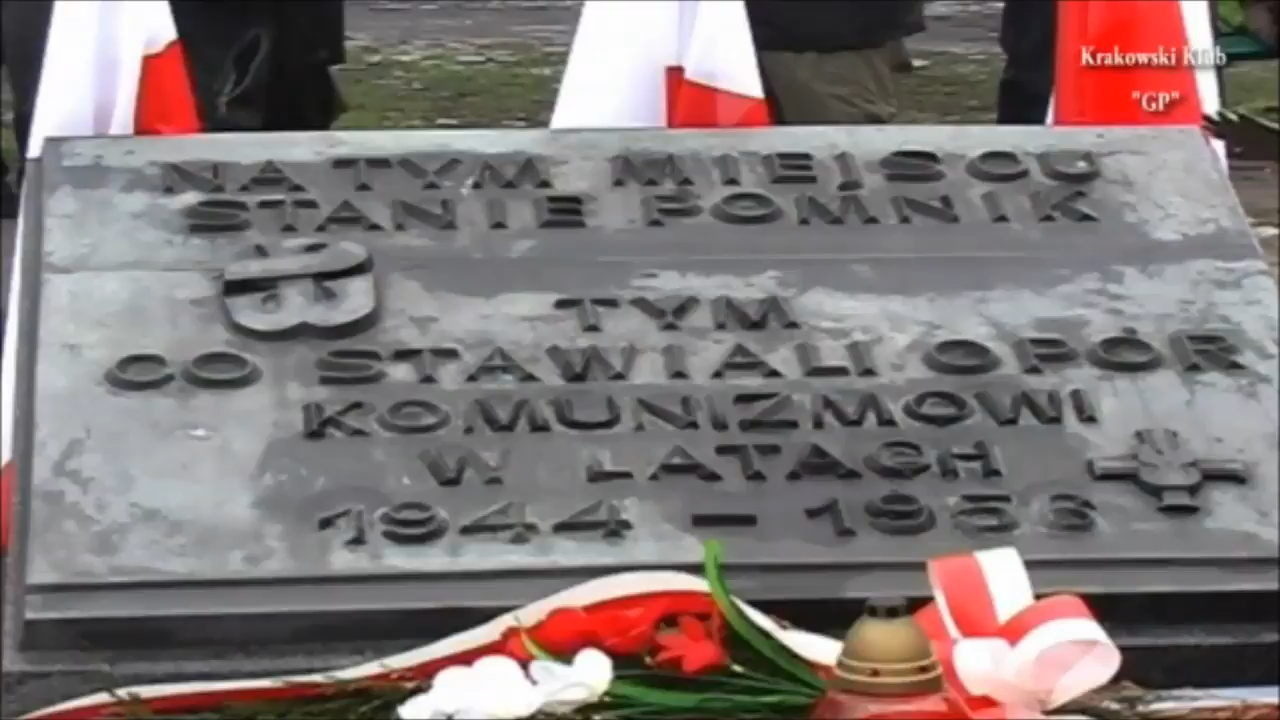 Krakowski Klub
"GP"
NA TYM MIEJSCU
STANIE POMNIK
TYM
CO STAWIALI OPÓR
KOMUNIZMOWI
W LATACH
1944 - 1956